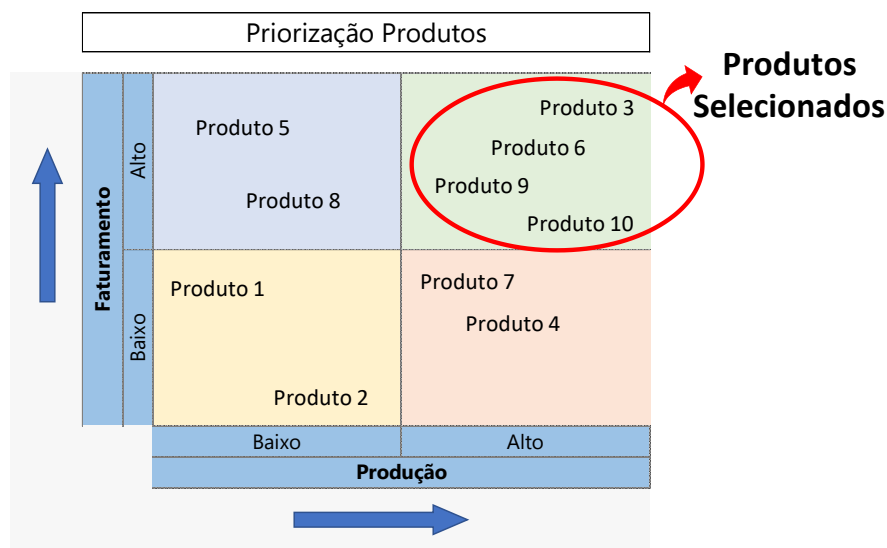 Priorização Produtos
Produtos
Selecionados
Faturamento
Alto
Baixo
Produto 5
Produto 8
Produto 3
Produto 6
Produto 9
Produto 10
Produto 1
Produto 2
Produto 7
Produto 4
Baixo
Alto
Produção